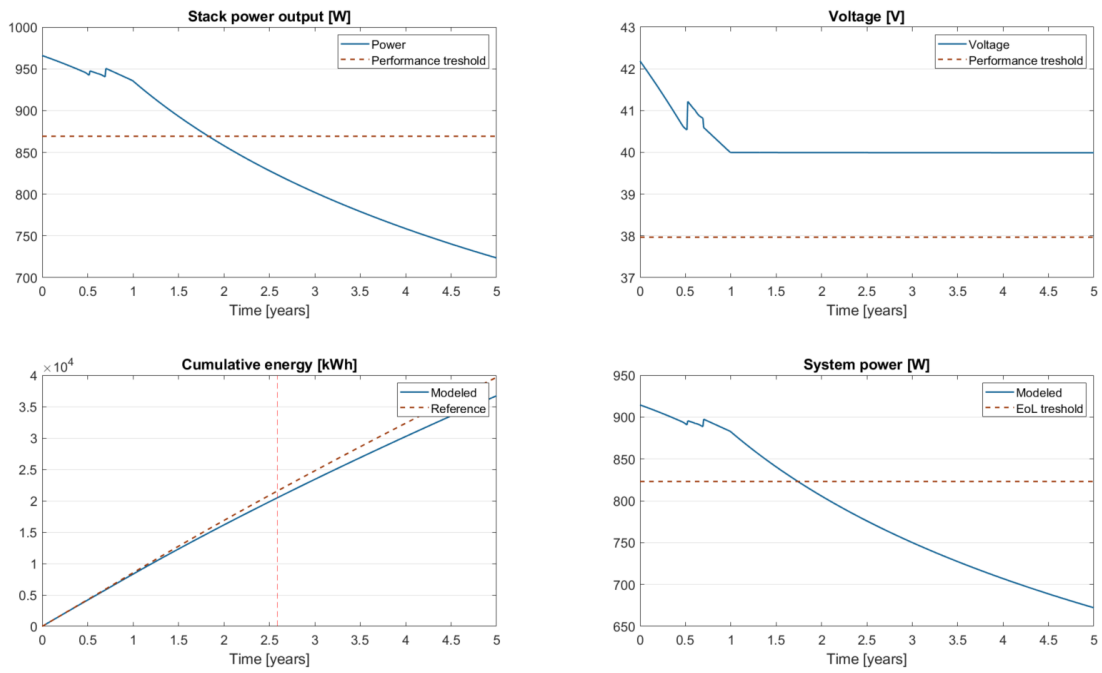 Stack power output [W]
1000
950
900
850
800
750
700
Power
Performance treshold
0 0.5 1 1.5 2 2.5 3 3.5 4 4.5 5
Time [years]
Voltage [V]
43
42
41
40
39
38
37
Voltage
Performance treshold
0 0.5 1 1.5 2 2.5 3 3.5 4 4.5 5
Time [years]
Cumulative energy [kWh]
×10⁴
4
3.5
3
2.5
2
1.5
1
0.5
0
Modeled
Reference
0 0.5 1 1.5 2 2.5 3 3.5 4 4.5 5
Time [years]
System power [W]
950
900
850
800
750
700
650
Modeled
EoL treshold
0 0.5 1 1.5 2 2.5 3 3.5 4 4.5 5
Time [years]